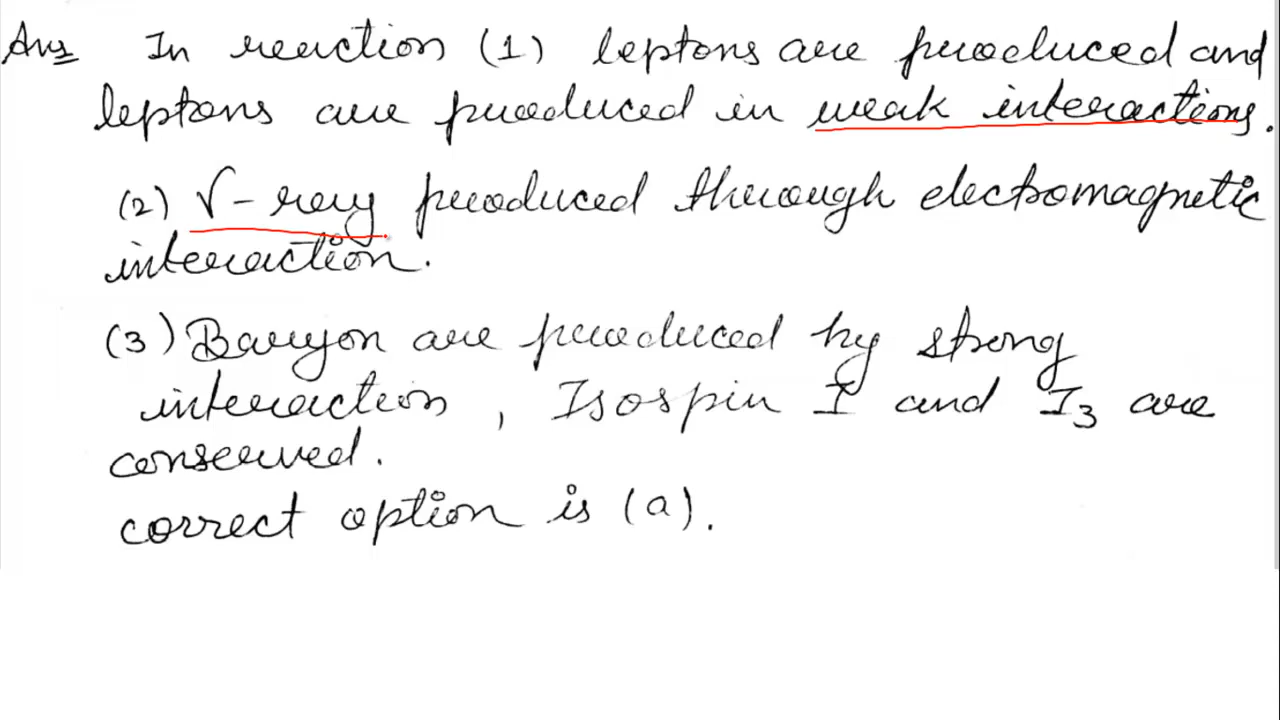 Ans In reaction (1) leptons are produced and
leptons are produced in weak interactions.
(2) γ-ray produced through electromagnetic
interaction.
(3) Baryon are produced by strong
interaction, Isospin I and I₃ are
conserved.
correct option is (a).